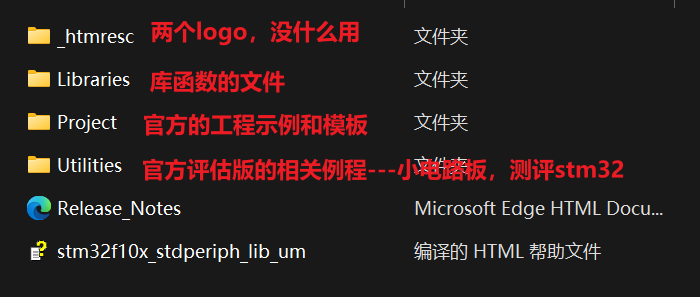 _htmresc 两个logo，没什么用 文件夹
Libraries 库函数的文件 文件夹
Project 官方的工程示例和模板 文件夹
Utilities 官方评估版的相关例程---小电路板，测评stm32 文件夹
Release_Notes Microsoft Edge HTML Docu...
stm32f10x_stdperiph_lib_um 编译的 HTML 帮助文件